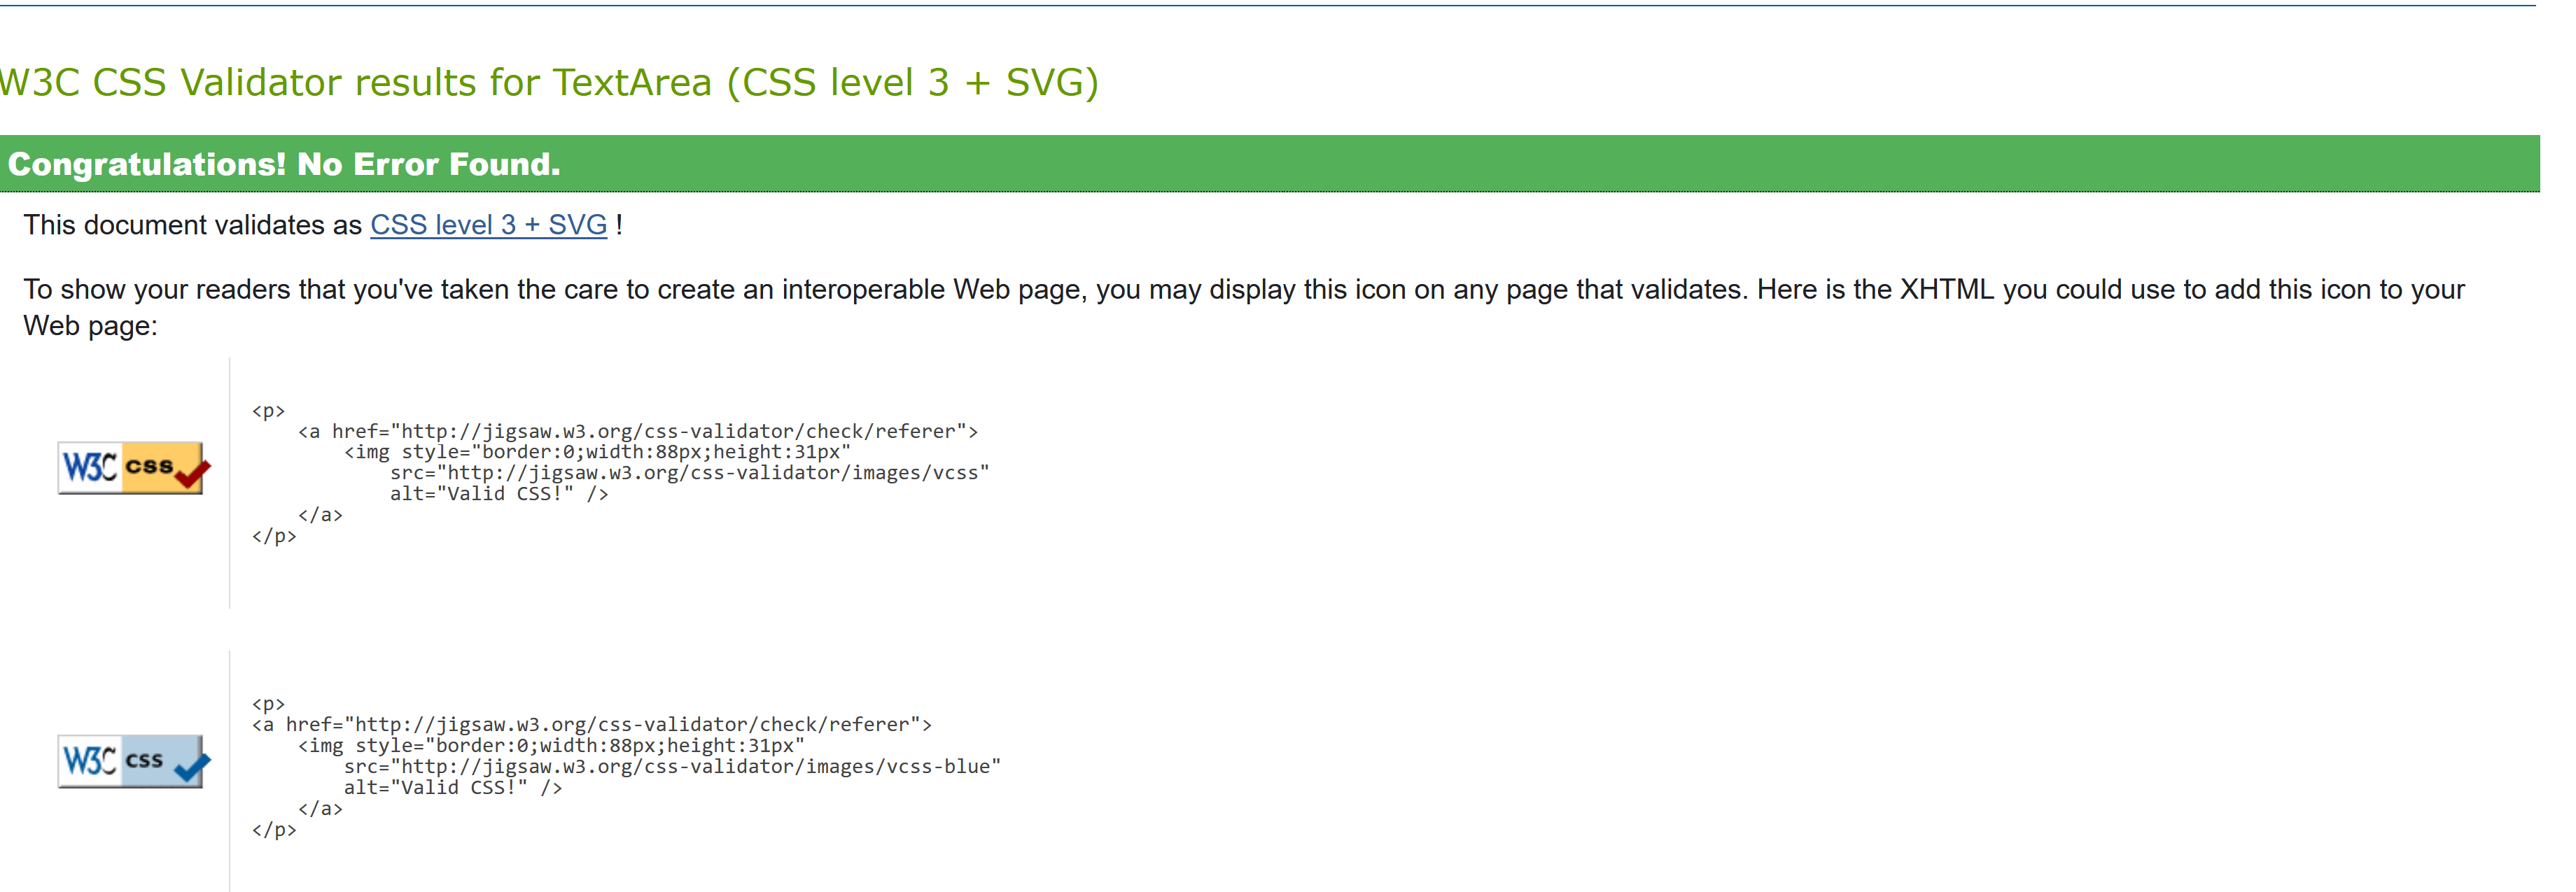 W3C CSS Validator results for TextArea (CSS level 3 + SVG)
Congratulations! No Error Found.
This document validates as CSS level 3 + SVG !
To show your readers that you've taken the care to create an interoperable Web page, you may display this icon on any page that validates. Here is the XHTML you could use to add this icon to your
Web page:
W3C css
<p>
    <a href="http://jigsaw.w3.org/css-validator/check/referer">
        <img style="border:0;width:88px;height:31px"
            src="http://jigsaw.w3.org/css-validator/images/vcss"
            alt="Valid CSS!" />
    </a>
</p>
W3C css
<p>
<a href="http://jigsaw.w3.org/css-validator/check/referer">
    <img style="border:0;width:88px;height:31px"
        src="http://jigsaw.w3.org/css-validator/images/vcss-blue"
        alt="Valid CSS!" />
    </a>
</p>